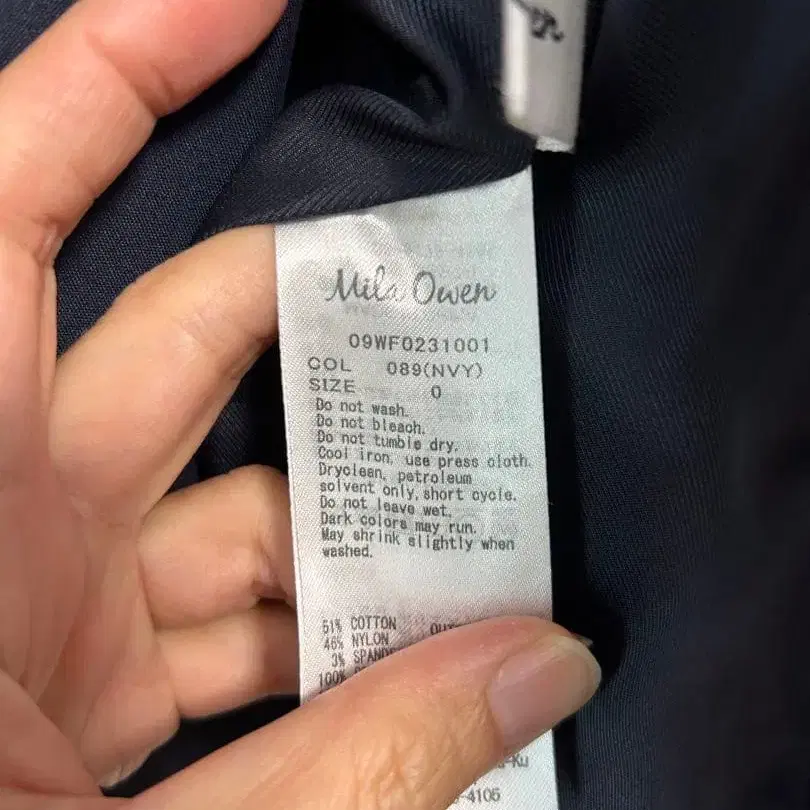 Mila Owen
09WF0231001
COL 089(NVY)
SIZE 0
Do not wash.
Do not bleach.
Do not tumble dry.
Cool iron, use press cloth.
Dryclean, petroleum
solvent only, short cycle.
Do not leave wet.
Dark colors may run.
May shrink slightly when
washed.
51% COTTON
46% NYLON
3%
100%
-4105